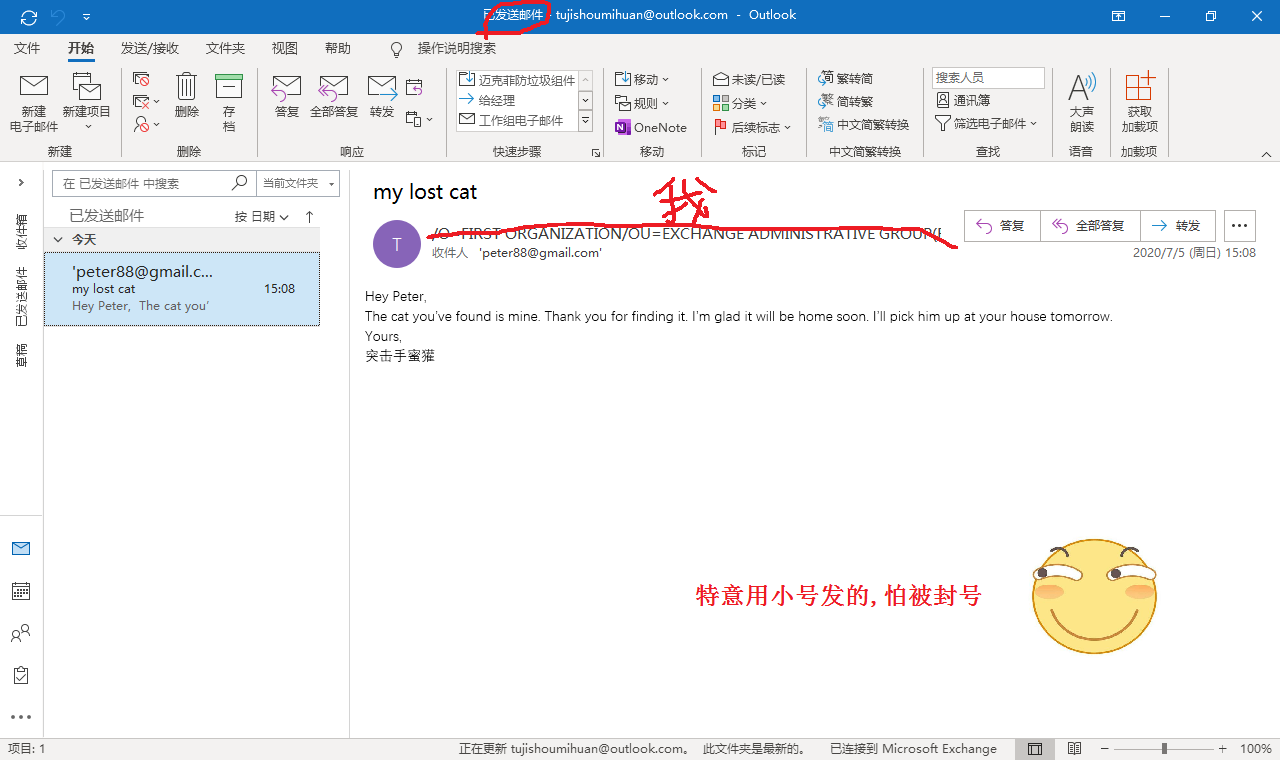 已发送邮件 - tujishoumihuan@outlook.com - Outlook
文件 开始 发送/接收 文件夹 视图 帮助 操作说明搜索
新建
电子邮件
新建项目
新建
删除
存
档
删除
答复
全部答复
转发
响应
迈克菲防垃圾组件
给经理
工作组电子邮件
快速步骤
移动
规则
OneNote
移动
未读/已读
分类
后续标志
标记
繁转简
简转繁
中文简繁转换
中文简繁转换
搜索人员
通讯簿
筛选电子邮件
查找
大声
朗读
语音
获取
加载项
加载项
收件箱
已发送邮件
草稿
在 已发送邮件 中搜索 当前文件夹
已发送邮件 按 日期
今天
'peter88@gmail.c...
my lost cat 15:08
Hey Peter, The cat you'
my lost cat
我
T
/O=FIRST ORGANIZATION/OU=EXCHANGE ADMINISTRATIVE GROUP(
收件人 'peter88@gmail.com'
答复 全部答复 转发
2020/7/5 (周日) 15:08
Hey Peter,
The cat you've found is mine. Thank you for finding it. I'm glad it will be home soon. I'll pick him up at your house tomorrow.
Yours,
突击手蜜獾
特意用小号发的, 怕被封号
项目: 1 正在更新 tujishoumihuan@outlook.com。 此文件夹是最新的。 已连接到 Microsoft Exchange 100%